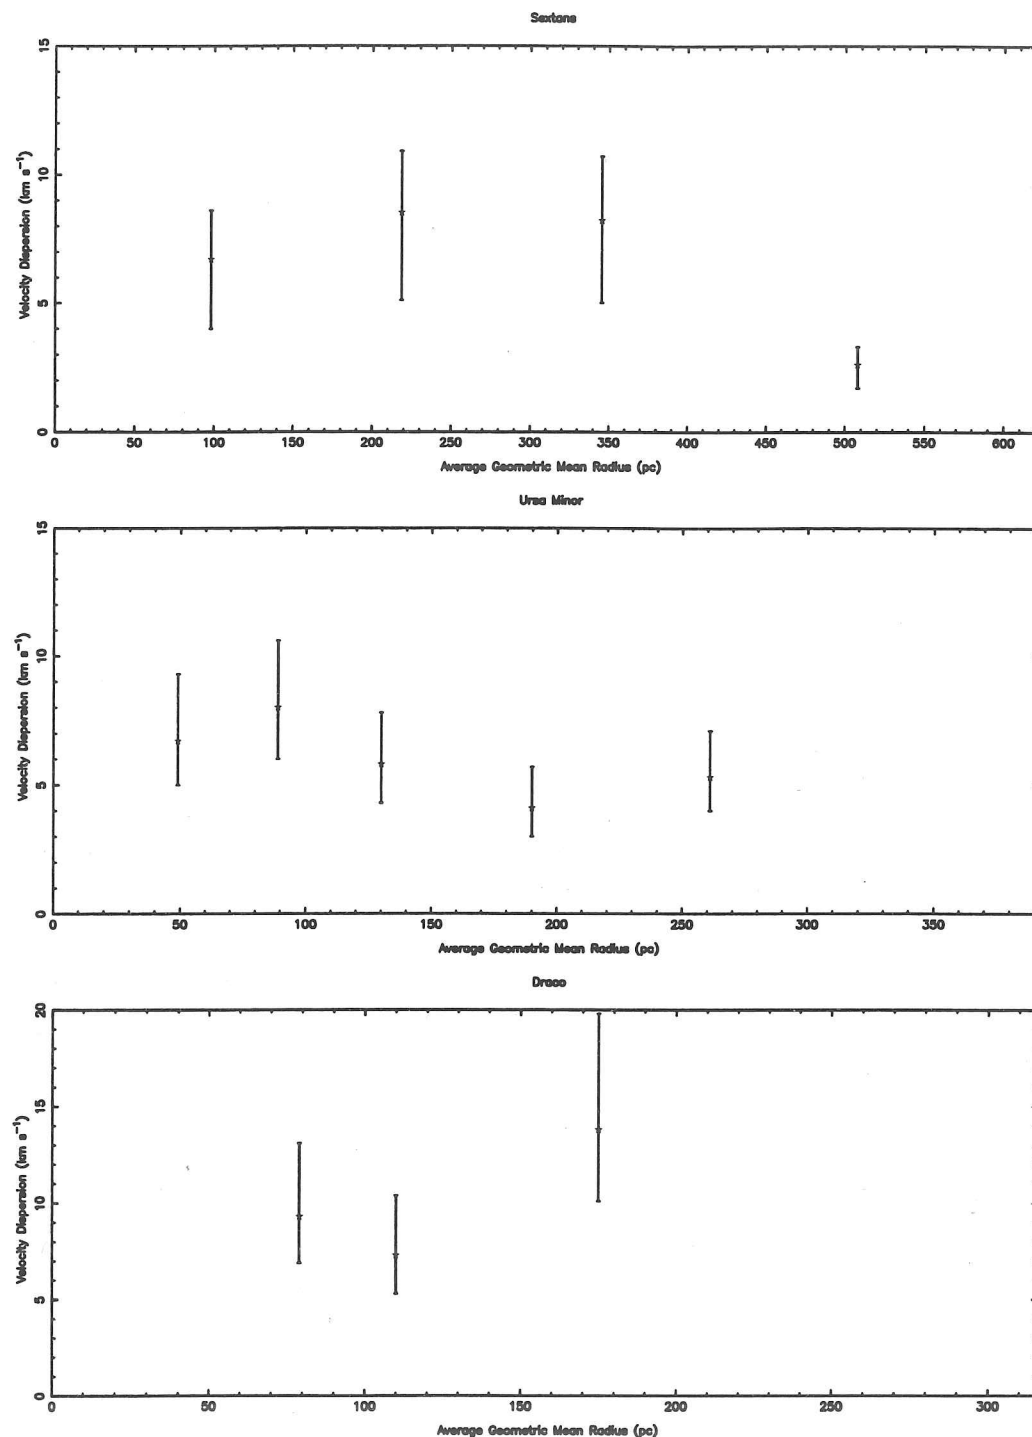 Sextans
15
10
5
0
Velocity Dispersion (km s⁻¹)
0 50 100 150 200 250 300 350 400 450 500 550 600
Average Geometric Mean Radius (pc)
Ursa Minor
15
10
5
0
Velocity Dispersion (km s⁻¹)
0 50 100 150 200 250 300 350
Average Geometric Mean Radius (pc)
Draco
20
15
10
5
0
Velocity Dispersion (km s⁻¹)
0 50 100 150 200 250 300
Average Geometric Mean Radius (pc)